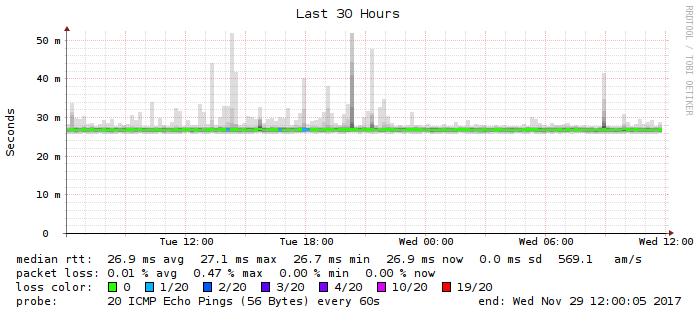 Last 30 Hours
RRDTOOL / TOBI OETIKER
Seconds
50 m
40 m
30 m
20 m
10 m
0
Tue 12:00 Tue 18:00 Wed 00:00 Wed 06:00 Wed 12:00
median rtt: 26.9 ms avg 27.1 ms max 26.7 ms min 26.9 ms now 0.0 ms sd 569.1 am/s
packet loss: 0.01 % avg 0.47 % max 0.00 % min 0.00 % now
loss color: 0 1/20 2/20 3/20 4/20 10/20 19/20
probe: 20 ICMP Echo Pings (56 Bytes) every 60s end: Wed Nov 29 12:00:05 2017